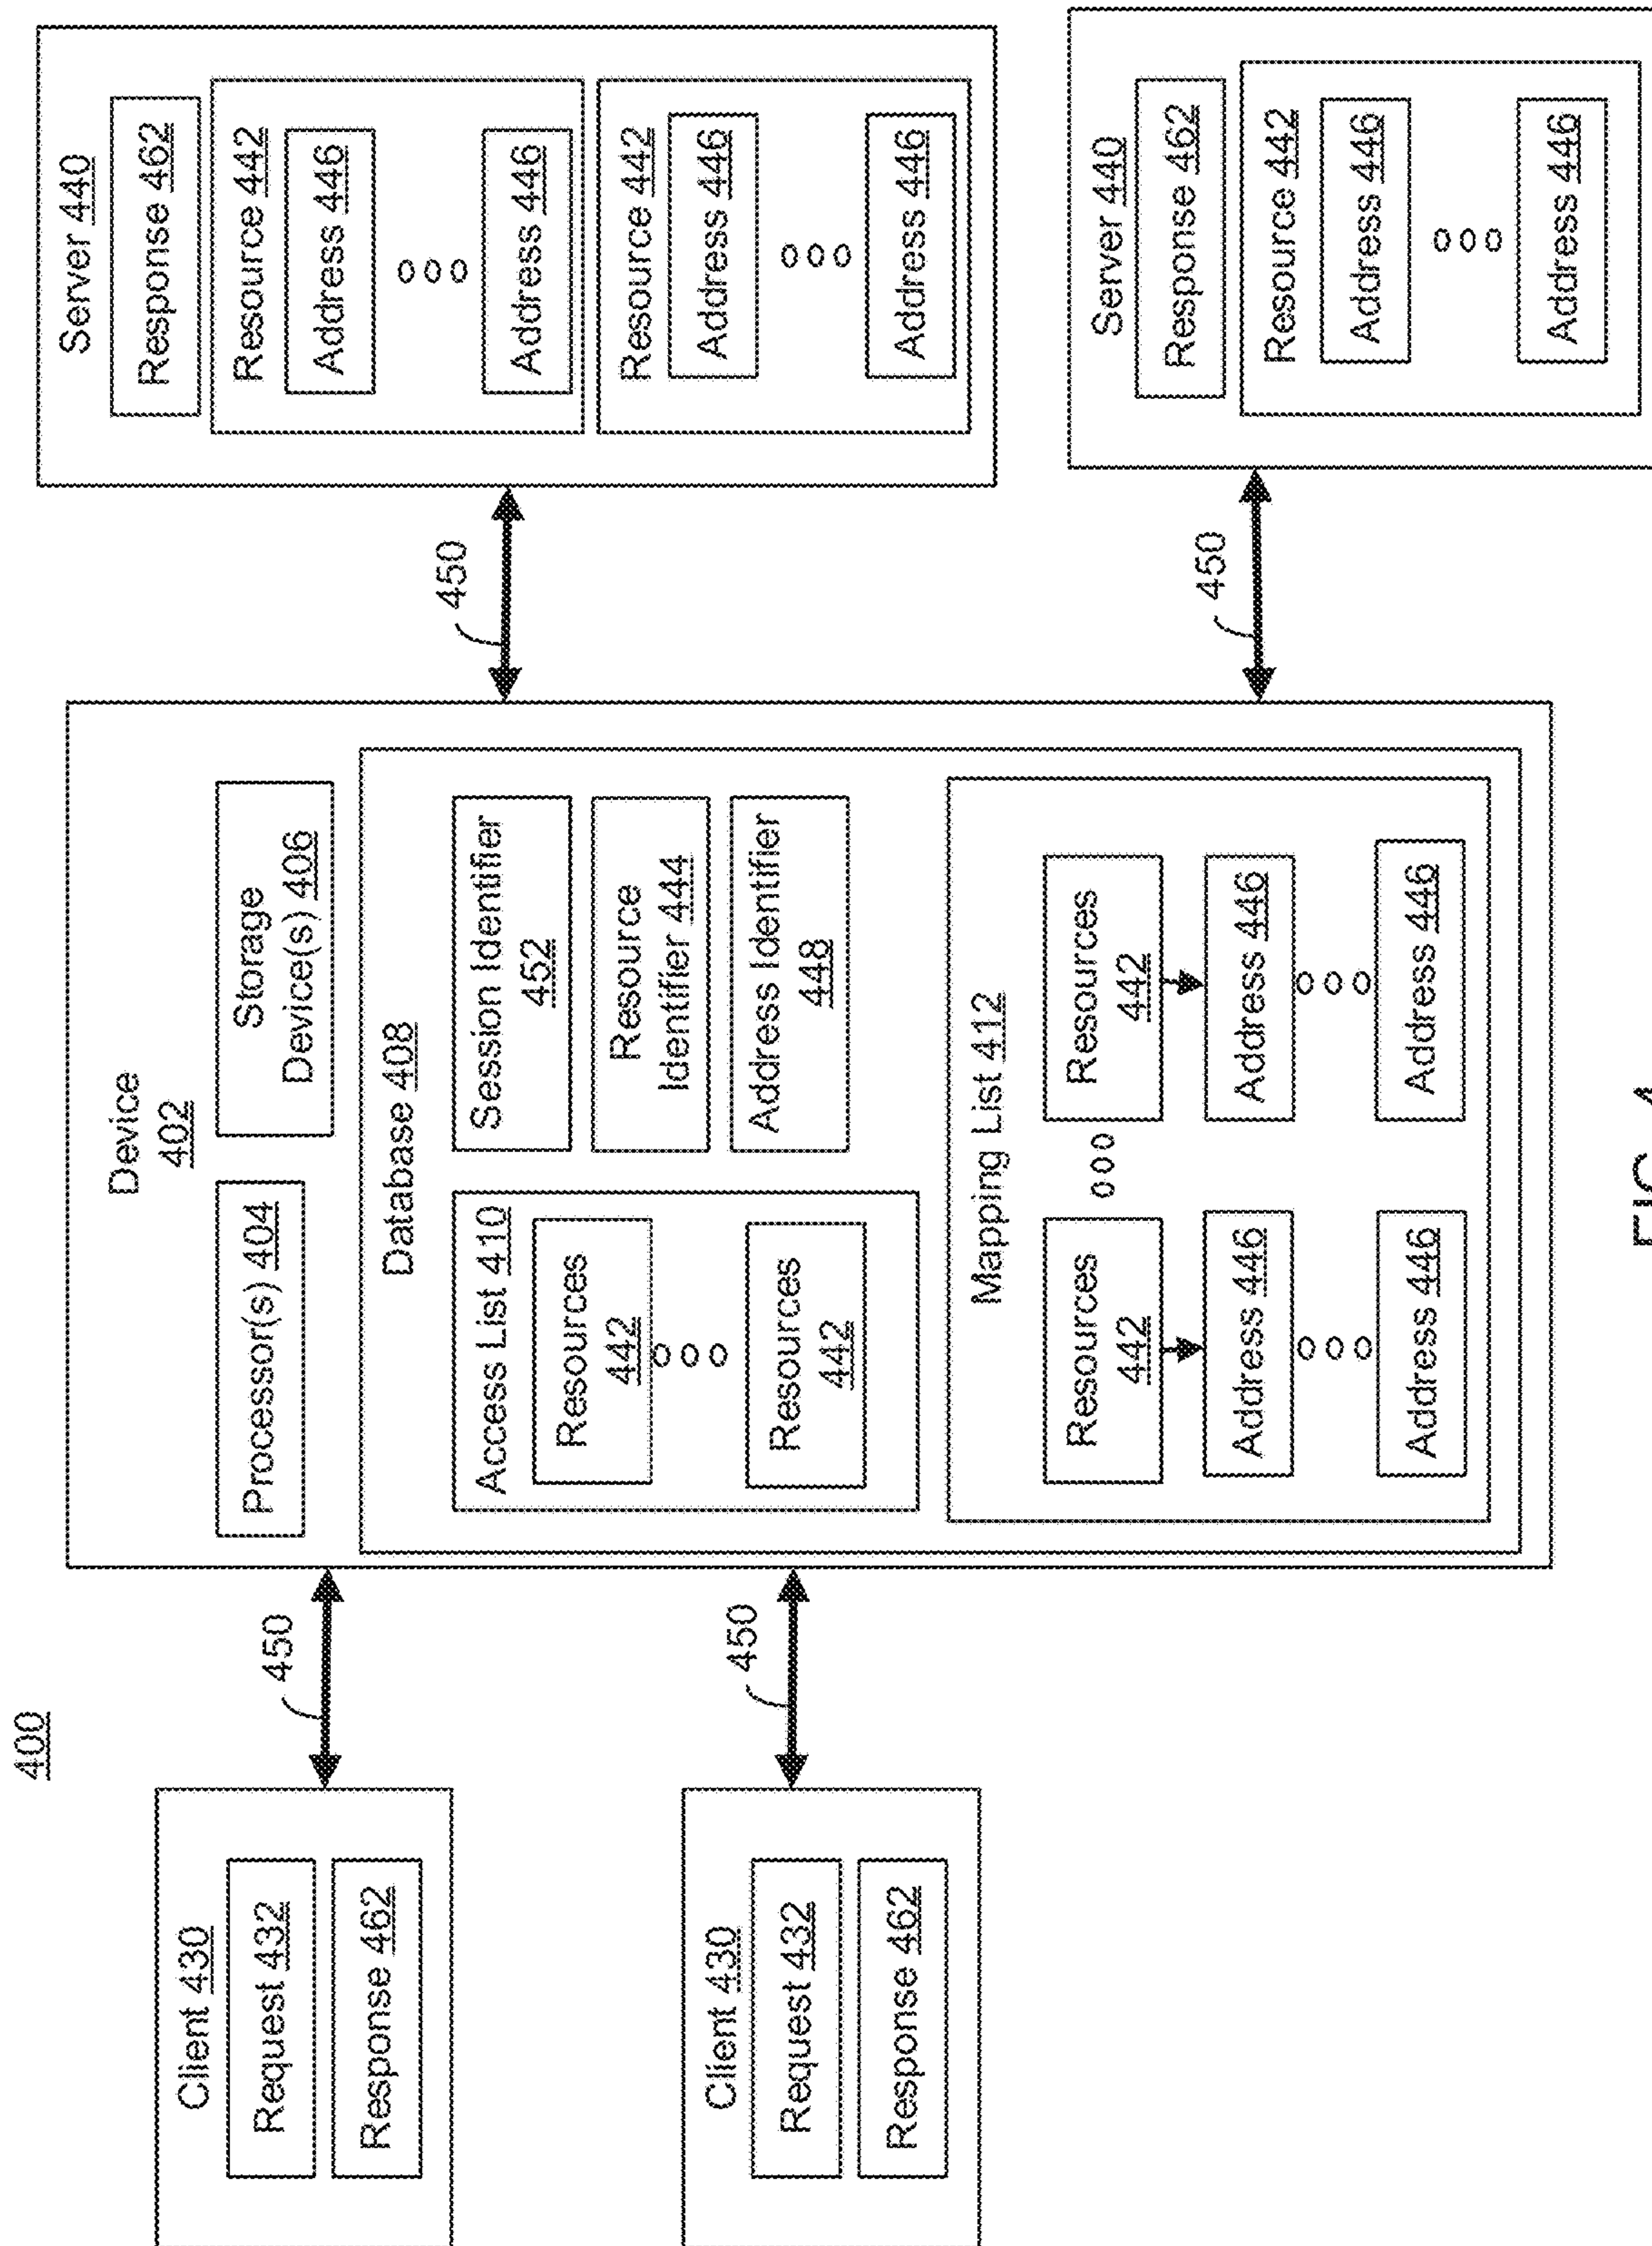 400
Client 430
Request 432
Response 462
Client 430
Request 432
Response 462
450
450
Device
402
Processor(s) 404
Storage
Device(s) 406
Database 408
Access List 410
Resources
442
Resources
442
Session Identifier
452
Resource
Identifier 444
Address Identifier
448
Mapping List 412
Resources
442
Address 446
Address 446
Resources
442
Address 446
Address 446
450
450
Server 440
Response 462
Resource 442
Address 446
Address 446
Resource 442
Address 446
Address 446
Server 440
Response 462
Resource 442
Address 446
Address 446
FIG. 4